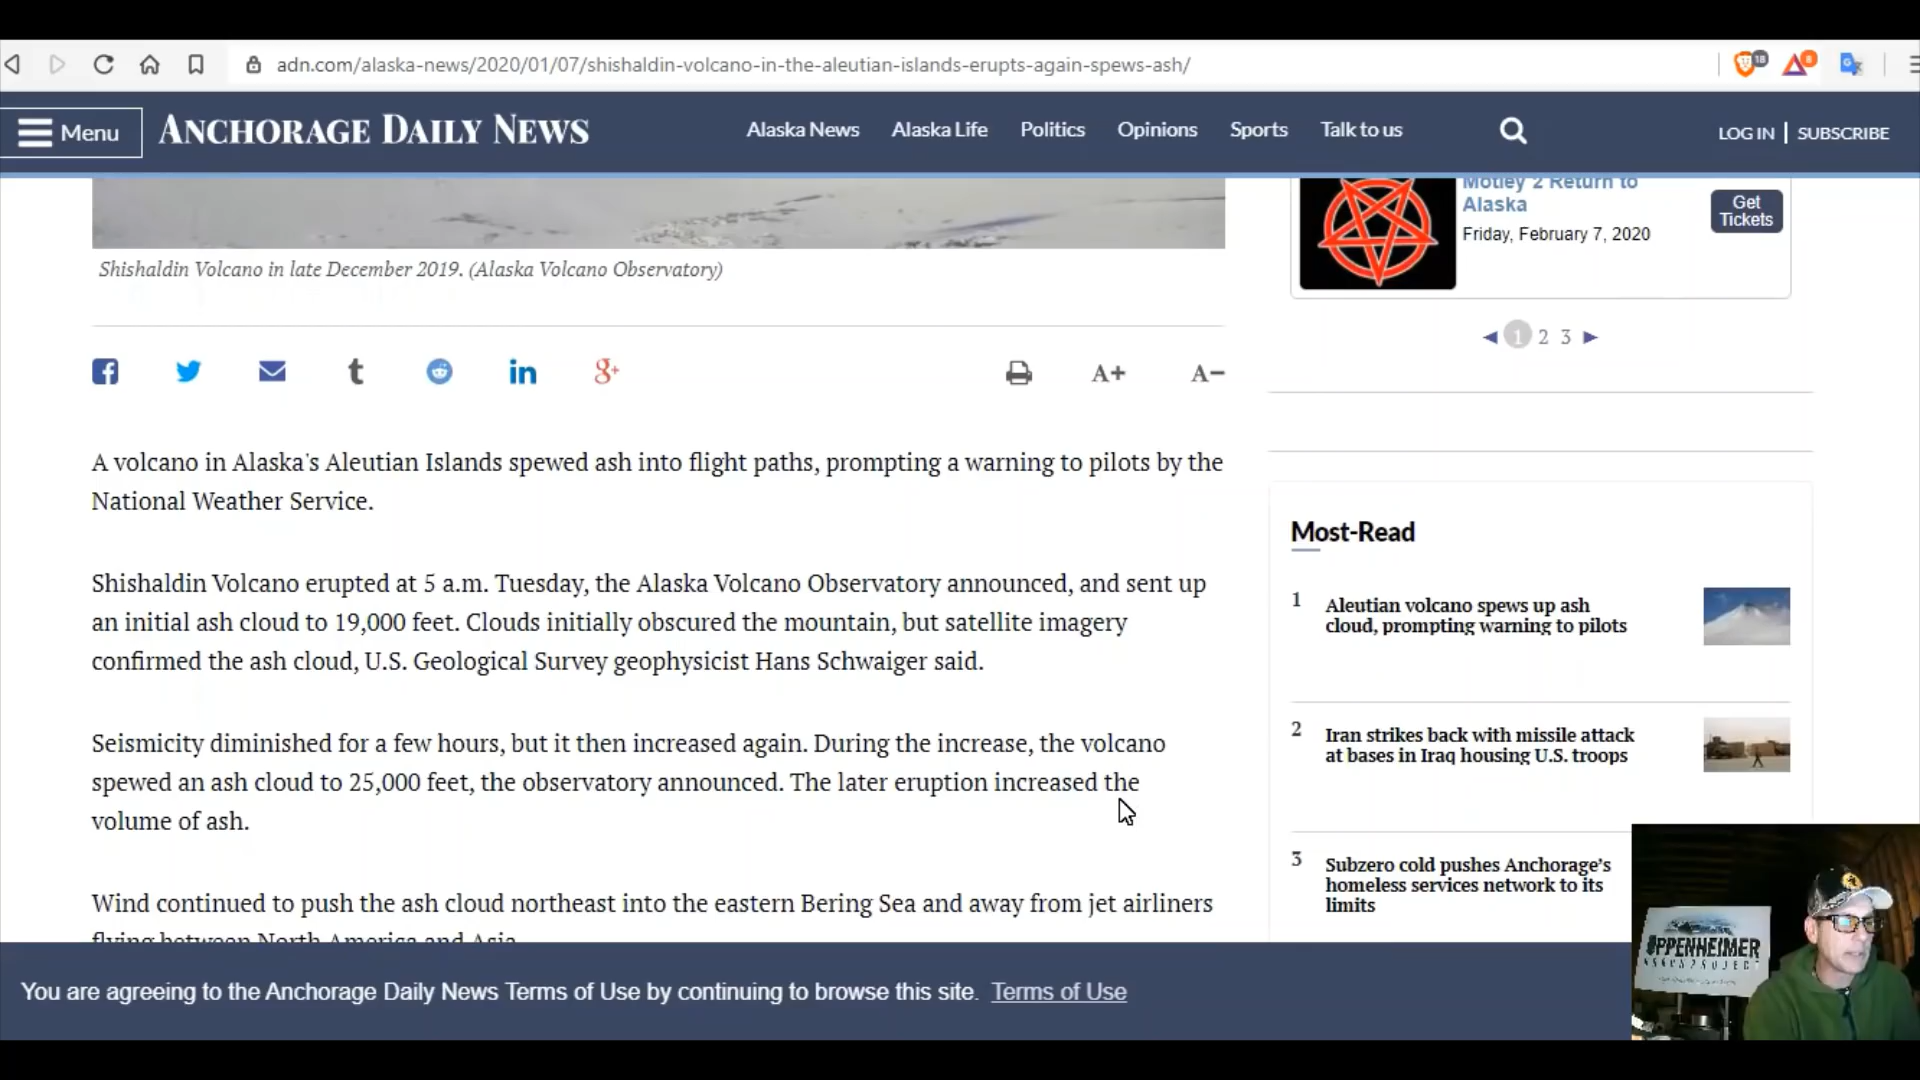 adn.com/alaska-news/2020/01/07/shishaldin-volcano-in-the-aleutian-islands-erupts-again-spews-ash/
18
8
Menu
ANCHORAGE DAILY NEWS
Alaska News
Alaska Life
Politics
Opinions
Sports
Talk to us
LOG IN | SUBSCRIBE
Motley 2 Return to
Alaska
Friday, February 7, 2020
Get
Tickets
Shishaldin Volcano in late December 2019. (Alaska Volcano Observatory)
1 2 3
A+
A-
A volcano in Alaska's Aleutian Islands spewed ash into flight paths, prompting a warning to pilots by the
National Weather Service.
Shishaldin Volcano erupted at 5 a.m. Tuesday, the Alaska Volcano Observatory announced, and sent up
an initial ash cloud to 19,000 feet. Clouds initially obscured the mountain, but satellite imagery
confirmed the ash cloud, U.S. Geological Survey geophysicist Hans Schwaiger said.
Seismicity diminished for a few hours, but it then increased again. During the increase, the volcano
spewed an ash cloud to 25,000 feet, the observatory announced. The later eruption increased the
volume of ash.
Wind continued to push the ash cloud northeast into the eastern Bering Sea and away from jet airliners
flying between North America and Asia.
Most-Read
1
Aleutian volcano spews up ash
cloud, prompting warning to pilots
2
Iran strikes back with missile attack
at bases in Iraq housing U.S. troops
3
Subzero cold pushes Anchorage's
homeless services network to its
limits
You are agreeing to the Anchorage Daily News Terms of Use by continuing to browse this site. Terms of Use
OPPENHEIMER